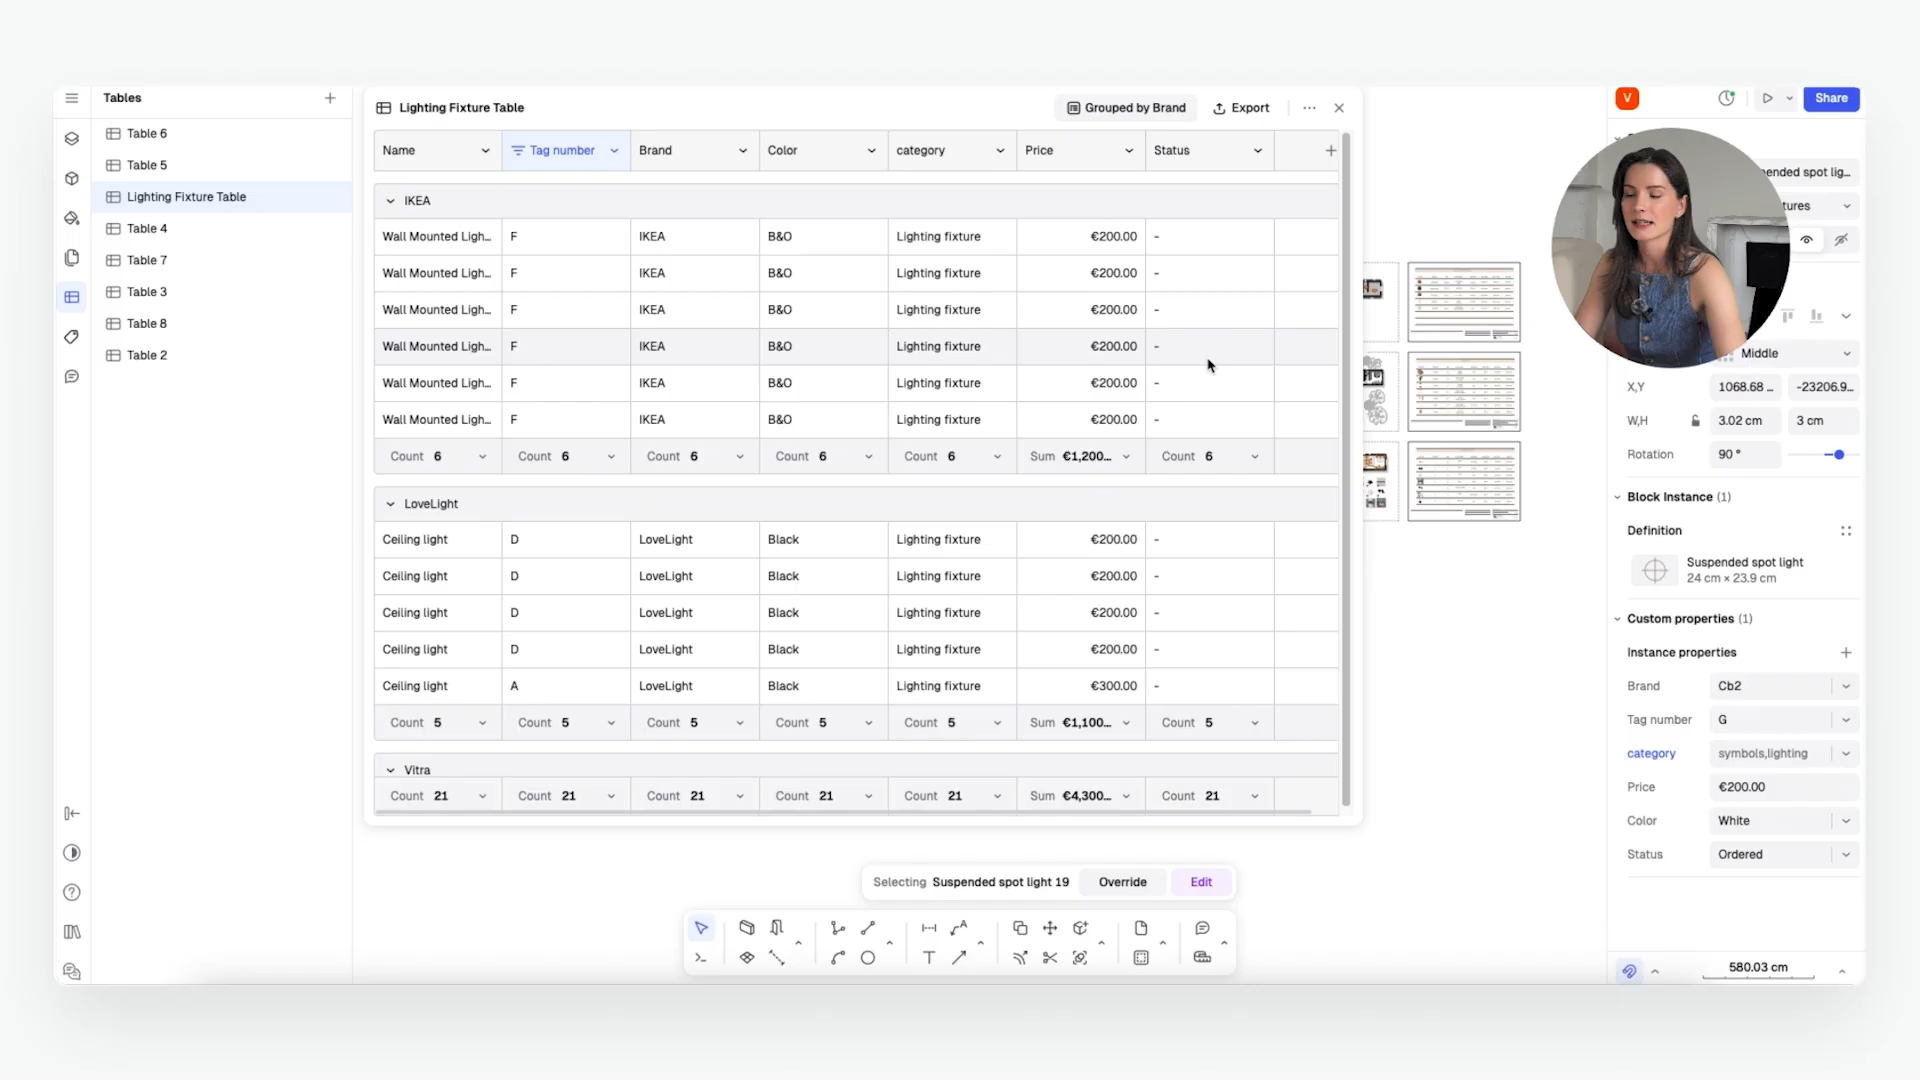 Tables
Table 6
Table 5
Lighting Fixture Table
Table 4
Table 7
Table 3
Table 8
Table 2
Lighting Fixture Table
Grouped by Brand
Export
Name Tag number Brand Color category Price Status
IKEA
Wall Mounted Ligh... F IKEA B&O Lighting fixture €200.00 -
Wall Mounted Ligh... F IKEA B&O Lighting fixture €200.00 -
Wall Mounted Ligh... F IKEA B&O Lighting fixture €200.00 -
Wall Mounted Ligh... F IKEA B&O Lighting fixture €200.00 -
Wall Mounted Ligh... F IKEA B&O Lighting fixture €200.00 -
Wall Mounted Ligh... F IKEA B&O Lighting fixture €200.00 -
Count 6 Count 6 Count 6 Count 6 Count 6 Sum €1,200... Count 6
LoveLight
Ceiling light D LoveLight Black Lighting fixture €200.00 -
Ceiling light D LoveLight Black Lighting fixture €200.00 -
Ceiling light D LoveLight Black Lighting fixture €200.00 -
Ceiling light D LoveLight Black Lighting fixture €200.00 -
Ceiling light A LoveLight Black Lighting fixture €300.00 -
Count 5 Count 5 Count 5 Count 5 Count 5 Sum €1,100... Count 5
Vitra
Count 21 Count 21 Count 21 Count 21 Count 21 Sum €4,300... Count 21
Selecting Suspended spot light 19 Override Edit
V
Share
ended spot lig...
tures
Middle
X,Y 1068.68 ... -23206.9...
W,H 3.02 cm 3 cm
Rotation 90 °
Block Instance (1)
Definition
Suspended spot light
24 cm × 23.9 cm
Custom properties (1)
Instance properties
Brand Cb2
Tag number G
category symbols,lighting
Price €200.00
Color White
Status Ordered
580.03 cm